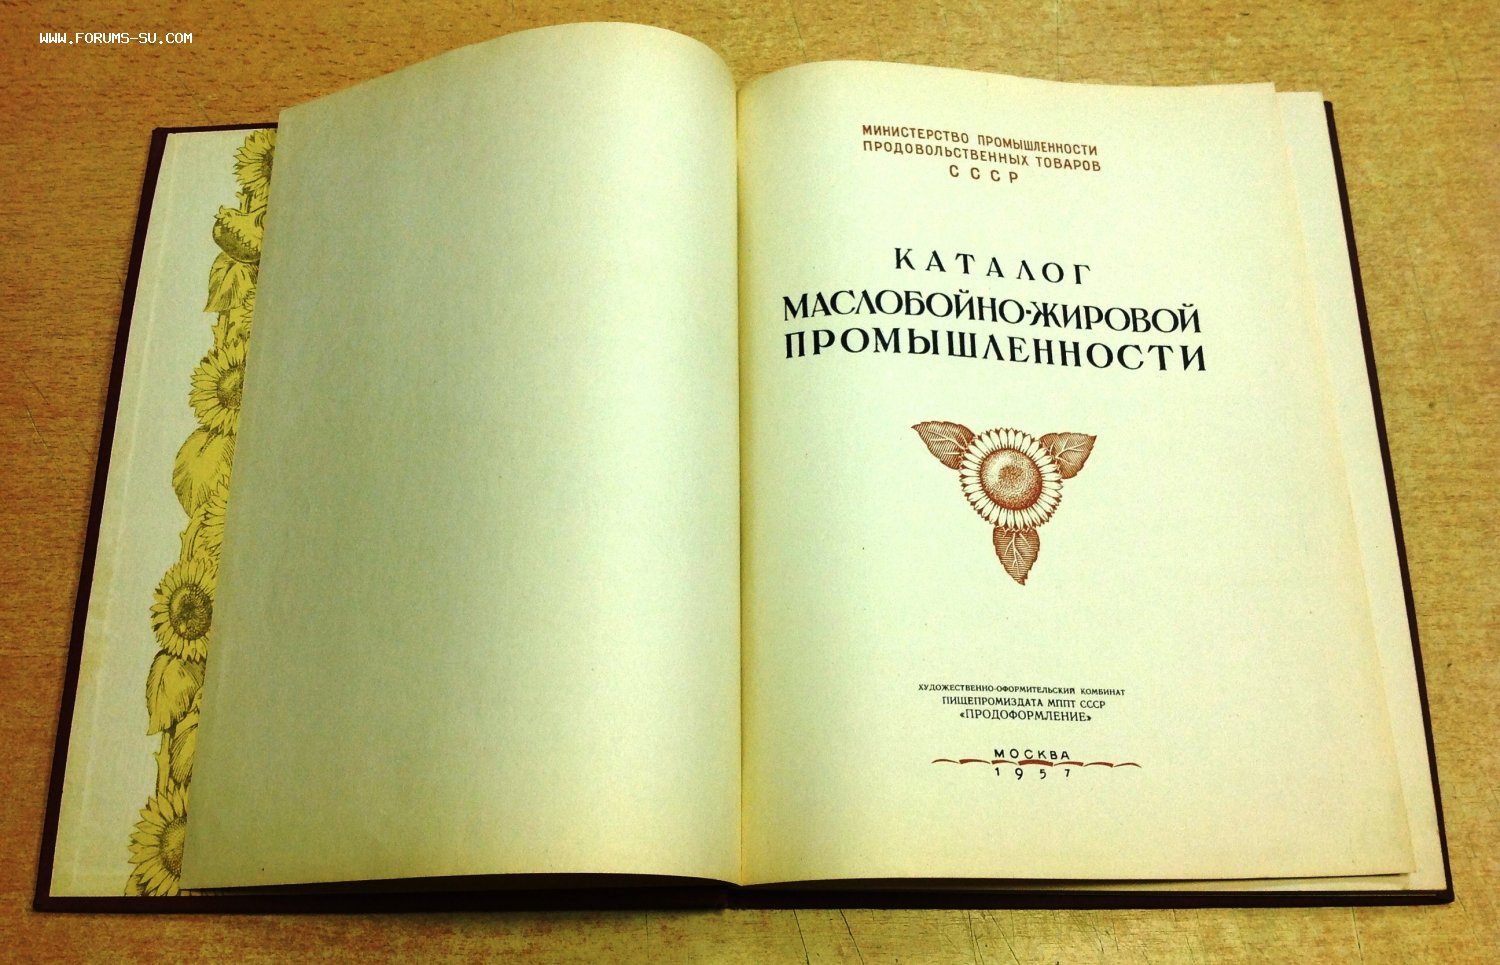 WWW.FORUMS-SU.COM
МИНИСТЕРСТВО ПРОМЫШЛЕННОСТИ
ПРОДОВОЛЬСТВЕННЫХ ТОВАРОВ
СССР
КАТАЛОГ
МАСЛОБОЙНО-ЖИРОВОЙ
ПРОМЫШЛЕННОСТИ
ХУДОЖЕСТВЕННО-ОФОРМИТЕЛЬСКИЙ КОМБИНАТ
ПИЩЕПРОМИЗДАТА МППТ СССР
«ПРОДОФОРМЛЕНИЕ»
МОСКВА
1957